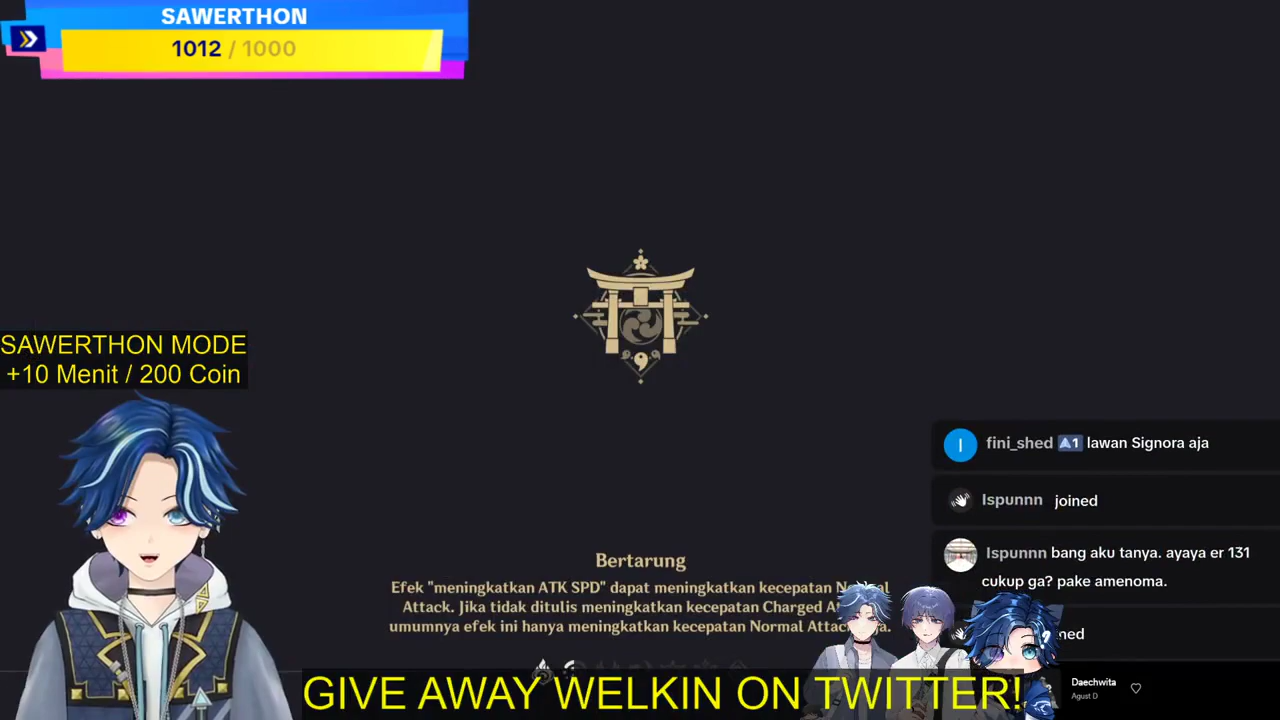 SAWERTHON
1012 / 1000
SAWERTHON MODE
+10 Menit / 200 Coin
fini_shed 1 lawan Signora aja
Ispunnn joined
Ispunnn bang aku tanya. ayaya er 131
cukup ga? pake amenoma.
Bertarung
Efek "meningkatkan ATK SPD" dapat meningkatkan kecepatan
Attack. Jika tidak ditulis meningkatkan kecepatan Charged
umumnya efek ini hanya meningkatkan kecepatan Normal
GIVE AWAY WELKIN ON TWITTER!
Daechwita
Agust D